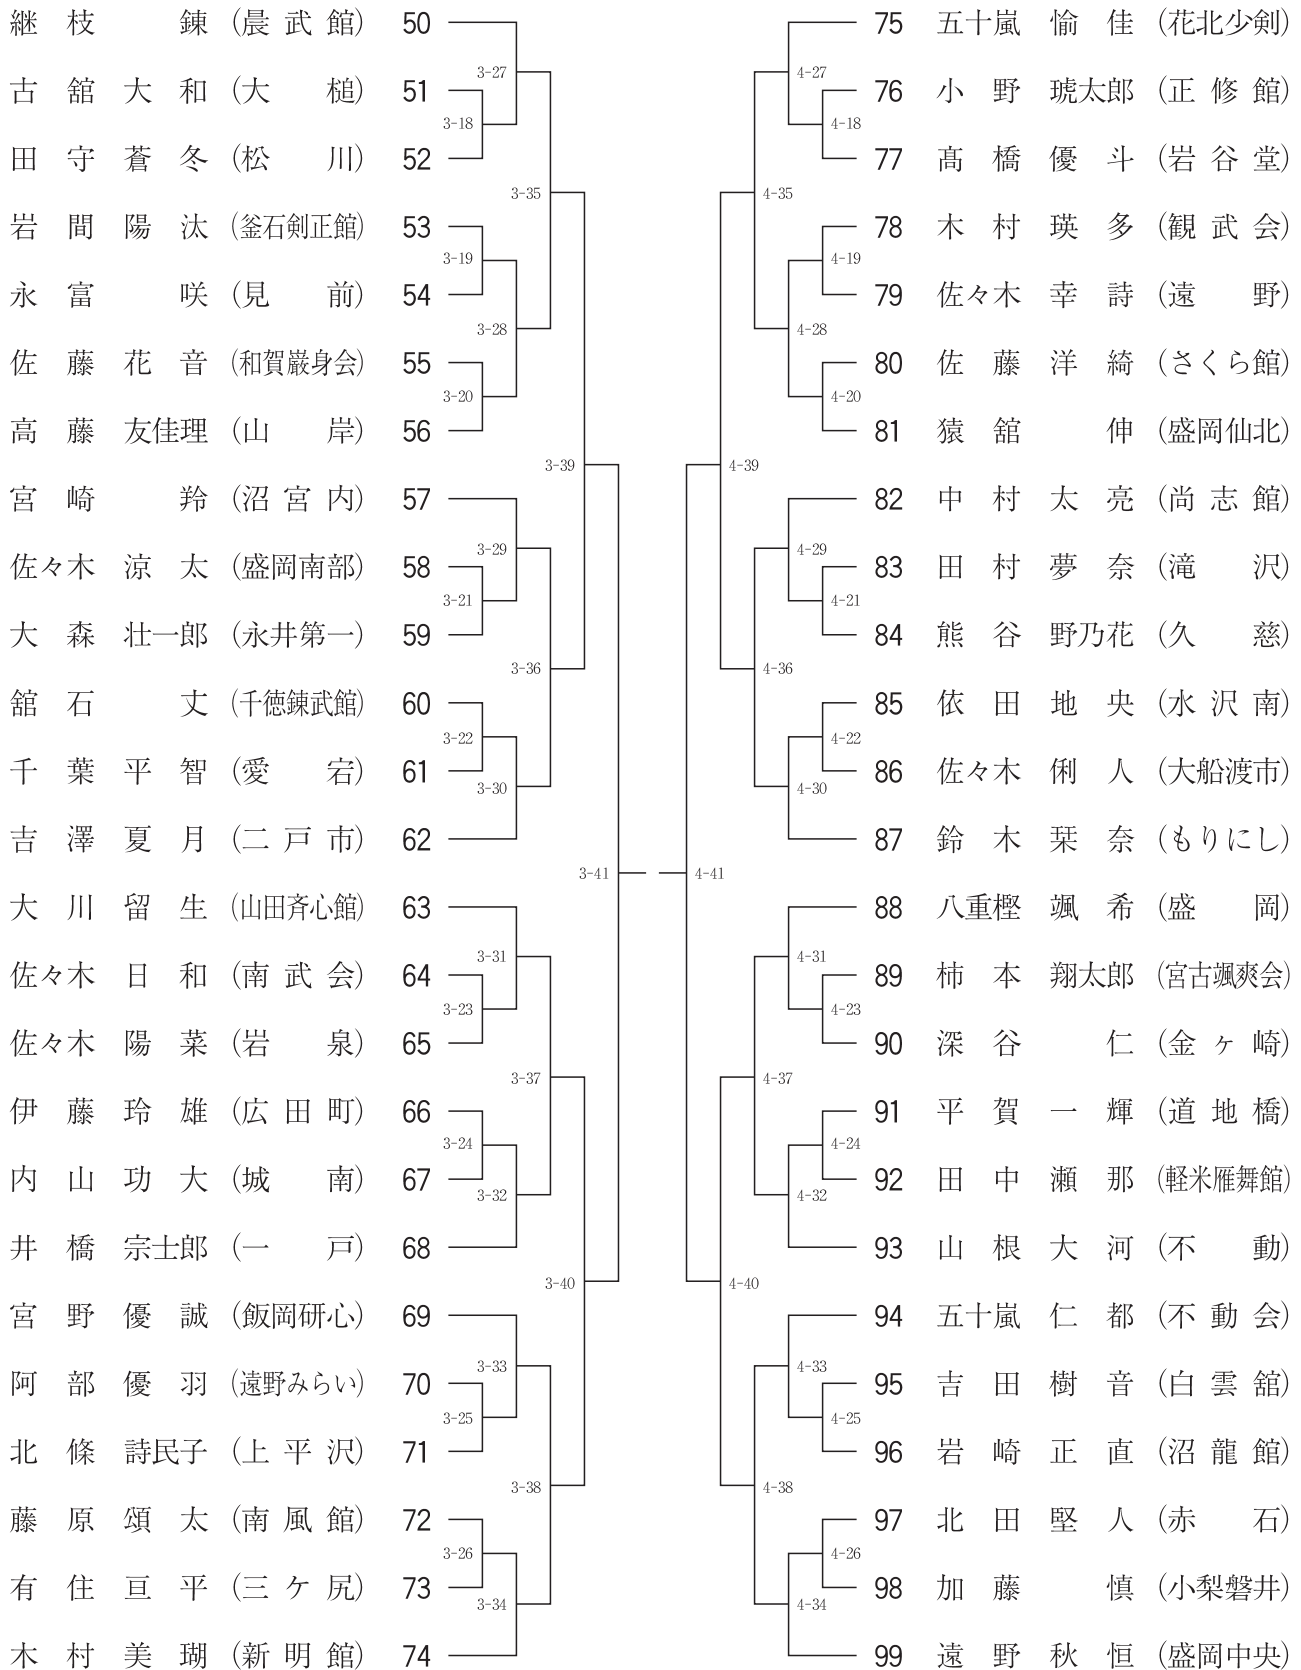 継枝 錬 (晨武館) 50
古舘大和 (大槌) 51
田守蒼冬 (松川) 52
岩間陽汰 (釜石剣正館) 53
永富 咲 (見前) 54
佐藤花音 (和賀巌身会) 55
高藤友佳理 (山岸) 56
宮崎 羚 (沼宮内) 57
佐々木涼太 (盛岡南部) 58
大森壮一郎 (永井第一) 59
舘石 丈 (千徳錬武館) 60
千葉平智 (愛宕) 61
吉澤夏月 (二戸市) 62
大川留生 (山田斉心館) 63
佐々木日和 (南武会) 64
佐々木陽菜 (岩泉) 65
伊藤玲雄 (広田町) 66
内山功大 (城南) 67
井橋宗士郎 (一戸) 68
宮野優誠 (飯岡研心) 69
阿部優羽 (遠野みらい) 70
北條詩民子 (上平沢) 71
藤原頌太 (南風館) 72
有住亘平 (三ケ尻) 73
木村美瑚 (新明館) 74
3-27
3-18
3-35
3-19
3-28
3-20
3-39
3-29
3-21
3-36
3-22
3-30
3-41
3-31
3-23
3-37
3-24
3-32
3-40
3-33
3-25
3-38
3-26
3-34
4-27
4-18
4-35
4-19
4-28
4-20
4-39
4-29
4-21
4-36
4-22
4-30
4-41
4-31
4-23
4-37
4-24
4-32
4-40
4-33
4-25
4-38
4-26
4-34
75 五十嵐愉佳 (花北少剣)
76 小野琥太郎 (正修館)
77 髙橋優斗 (岩谷堂)
78 木村瑛多 (観武会)
79 佐々木幸詩 (遠野)
80 佐藤洋綺 (さくら館)
81 猿舘 伸 (盛岡仙北)
82 中村太亮 (尚志館)
83 田村夢奈 (滝沢)
84 熊谷野乃花 (久慈)
85 依田地央 (水沢南)
86 佐々木俐人 (大船渡市)
87 鈴木栞奈 (もりにし)
88 八重樫颯希 (盛岡)
89 柿本翔太郎 (宮古颯爽会)
90 深谷 仁 (金ヶ崎)
91 平賀一輝 (道地橋)
92 田中瀬那 (軽米雁舞館)
93 山根大河 (不動)
94 五十嵐仁都 (不動会)
95 吉田樹音 (白雲舘)
96 岩崎正直 (沼龍館)
97 北田堅人 (赤石)
98 加藤 慎 (小梨磐井)
99 遠野秋恒 (盛岡中央)